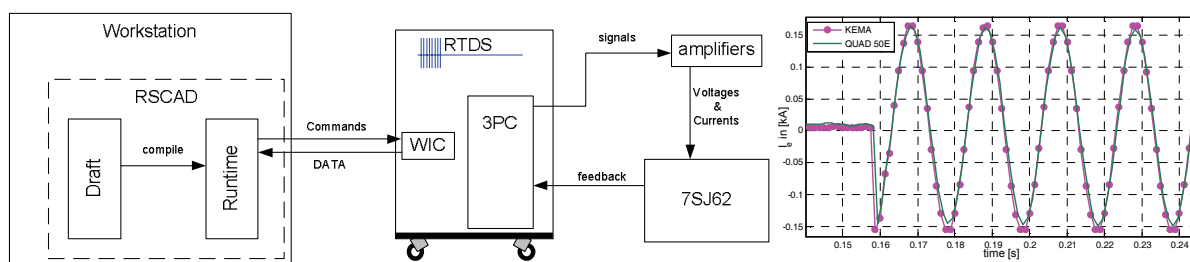 Workstation
RSCAD
Draft
compile
Runtime
Commands
DATA
RTDS
WIC
3PC
signals
feedback
amplifiers
Voltages
&
Currents
7SJ62
KEMA
QUAD 50E
I_e in [kA]
0.15
0.1
0.05
0
-0.05
-0.1
-0.15
0.15 0.16 0.17 0.18 0.19 0.2 0.21 0.22 0.23 0.24
time [s]